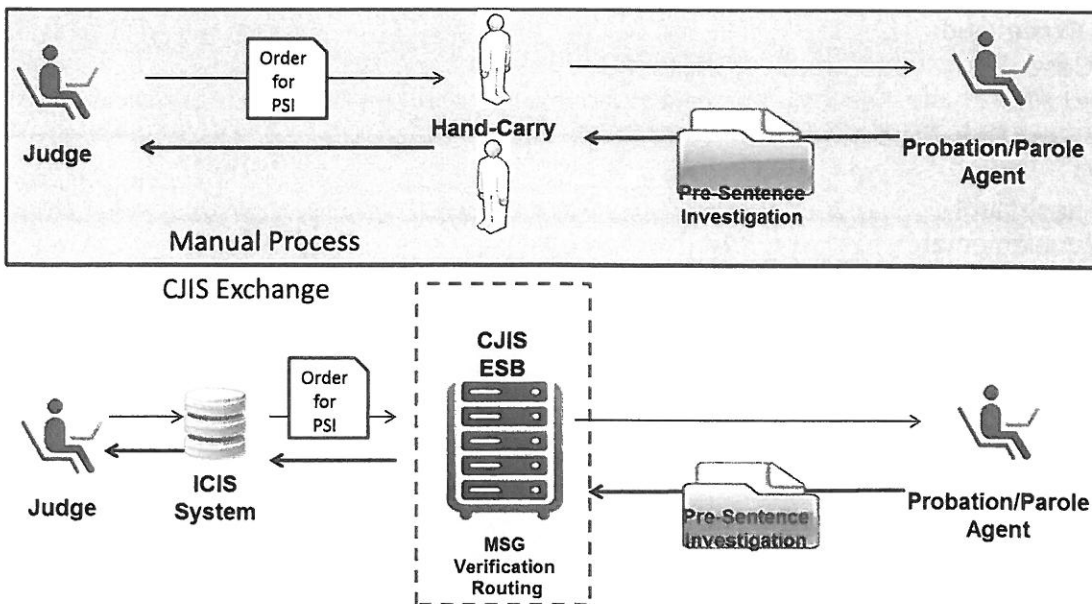 Order
for
PSI
Judge
Hand-Carry
Pre-Sentence
Investigation
Probation/Parole
Agent
Manual Process
CJIS Exchange
CJIS
ESB
Order
for
PSI
Judge
ICIS
System
MSG
Verification
Routing
Pre-Sentence
Investigation
Probation/Parole
Agent